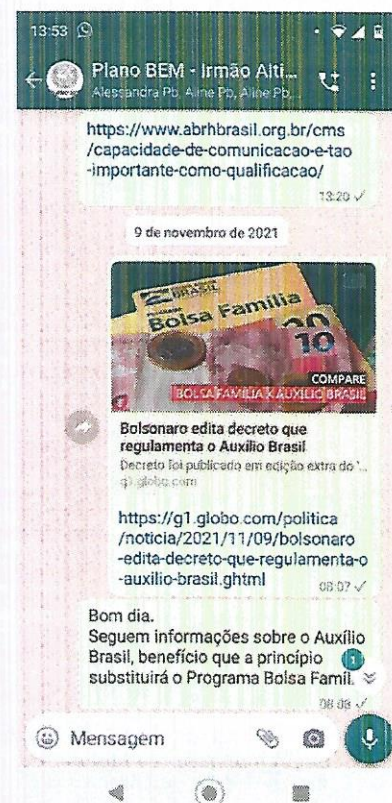 13:53
Plano BEM - Irmão Alti...
Alessandra Pb, Aline Pb, Aline Pb,
https://www.abrhbrasil.org.br/cms
/capacidade-de-comunicacao-e-tao
-importante-como-qualificacao/
13:20
9 de novembro de 2021
BRASIL
Bolsa Família
10
COMPARE
BOLSA FAMÍLIA X AUXÍLIO BRASIL
Bolsonaro edita decreto que
regulamenta o Auxílio Brasil
Decreto foi publicado em edição extra do '...
g1.globo.com
https://g1.globo.com/politica
/noticia/2021/11/09/bolsonaro
-edita-decreto-que-regulamenta-o
-auxilio-brasil.ghtml
08:07
Bom dia.
Seguem informações sobre o Auxílio
Brasil, benefício que a princípio
1
substituirá o Programa Bolsa Famíl.
08:08
Mensagem